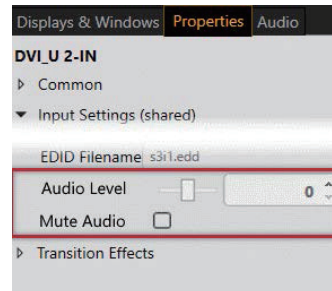 Displays & Windows Properties Audio
DVI_U 2-IN
Common
Input Settings (shared)
EDID Filename s3i1.edd
Audio Level 0
Mute Audio
Transition Effects